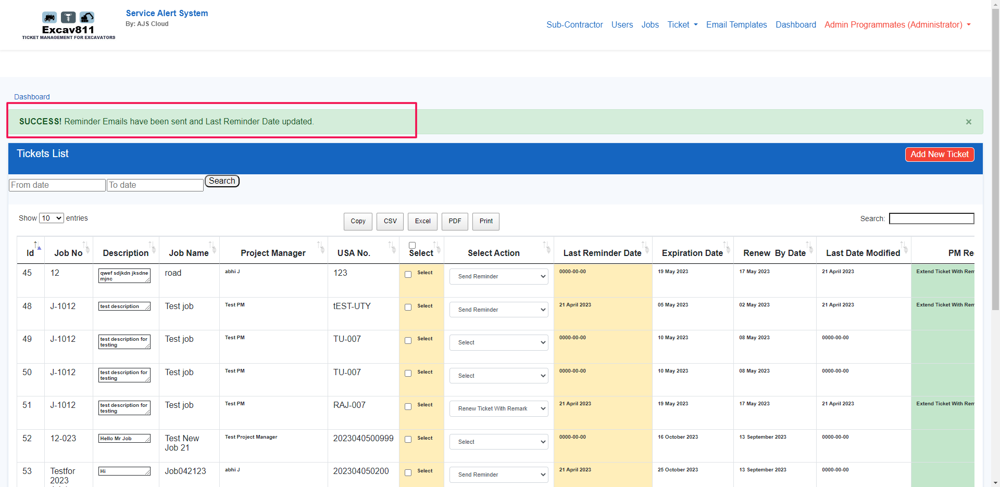 Excav811
TICKET MANAGEMENT FOR EXCAVATORS
Service Alert System
By: AJS Cloud
Sub-Contractor Users Jobs Ticket Email Templates Dashboard Admin Programmates (Administrator)
Dashboard
SUCCESS! Reminder Emails have been sent and Last Reminder Date updated. ×
Tickets List Add New Ticket
From date To date Search
Show 10 entries Copy CSV Excel PDF Print Search:
Id Job No Description Job Name Project Manager USA No. Select Select Action Last Reminder Date Expiration Date Renew By Date Last Date Modified PM Re
45 12 qwef sdjkdn jksdne road abhi J 123 Select Send Reminder 0000-00-00 19 May 2023 17 May 2023 21 April 2023 Extend Ticket With Rem
mjnc
48 J-1012 test description Test job Test PM tEST-UTY Select Send Reminder 21 April 2023 05 May 2023 02 May 2023 21 April 2023 Extend Ticket With Rem
49 J-1012 test description for Test job Test PM TU-007 Select Select 0000-00-00 10 May 2023 08 May 2023 0000-00-00
testing
50 J-1012 test description for Test job Test PM TU-007 Select Select 0000-00-00 10 May 2023 08 May 2023 0000-00-00
testing
51 J-1012 test description for Test job Test PM RAJ-007 Select Renew Ticket With Remark 21 April 2023 19 May 2023 17 May 2023 21 April 2023 Extend Ticket With Rem
testing
52 12-023 Hello Mr Job Test New Test Project Manager 2023040500999 Select Select 0000-00-00 16 October 2023 13 September 2023 0000-00-00
Job 21
53 Testfor Hi Job042123 abhi J 202304050200 Select Send Reminder 21 April 2023 25 October 2023 13 September 2023 0000-00-00
2023